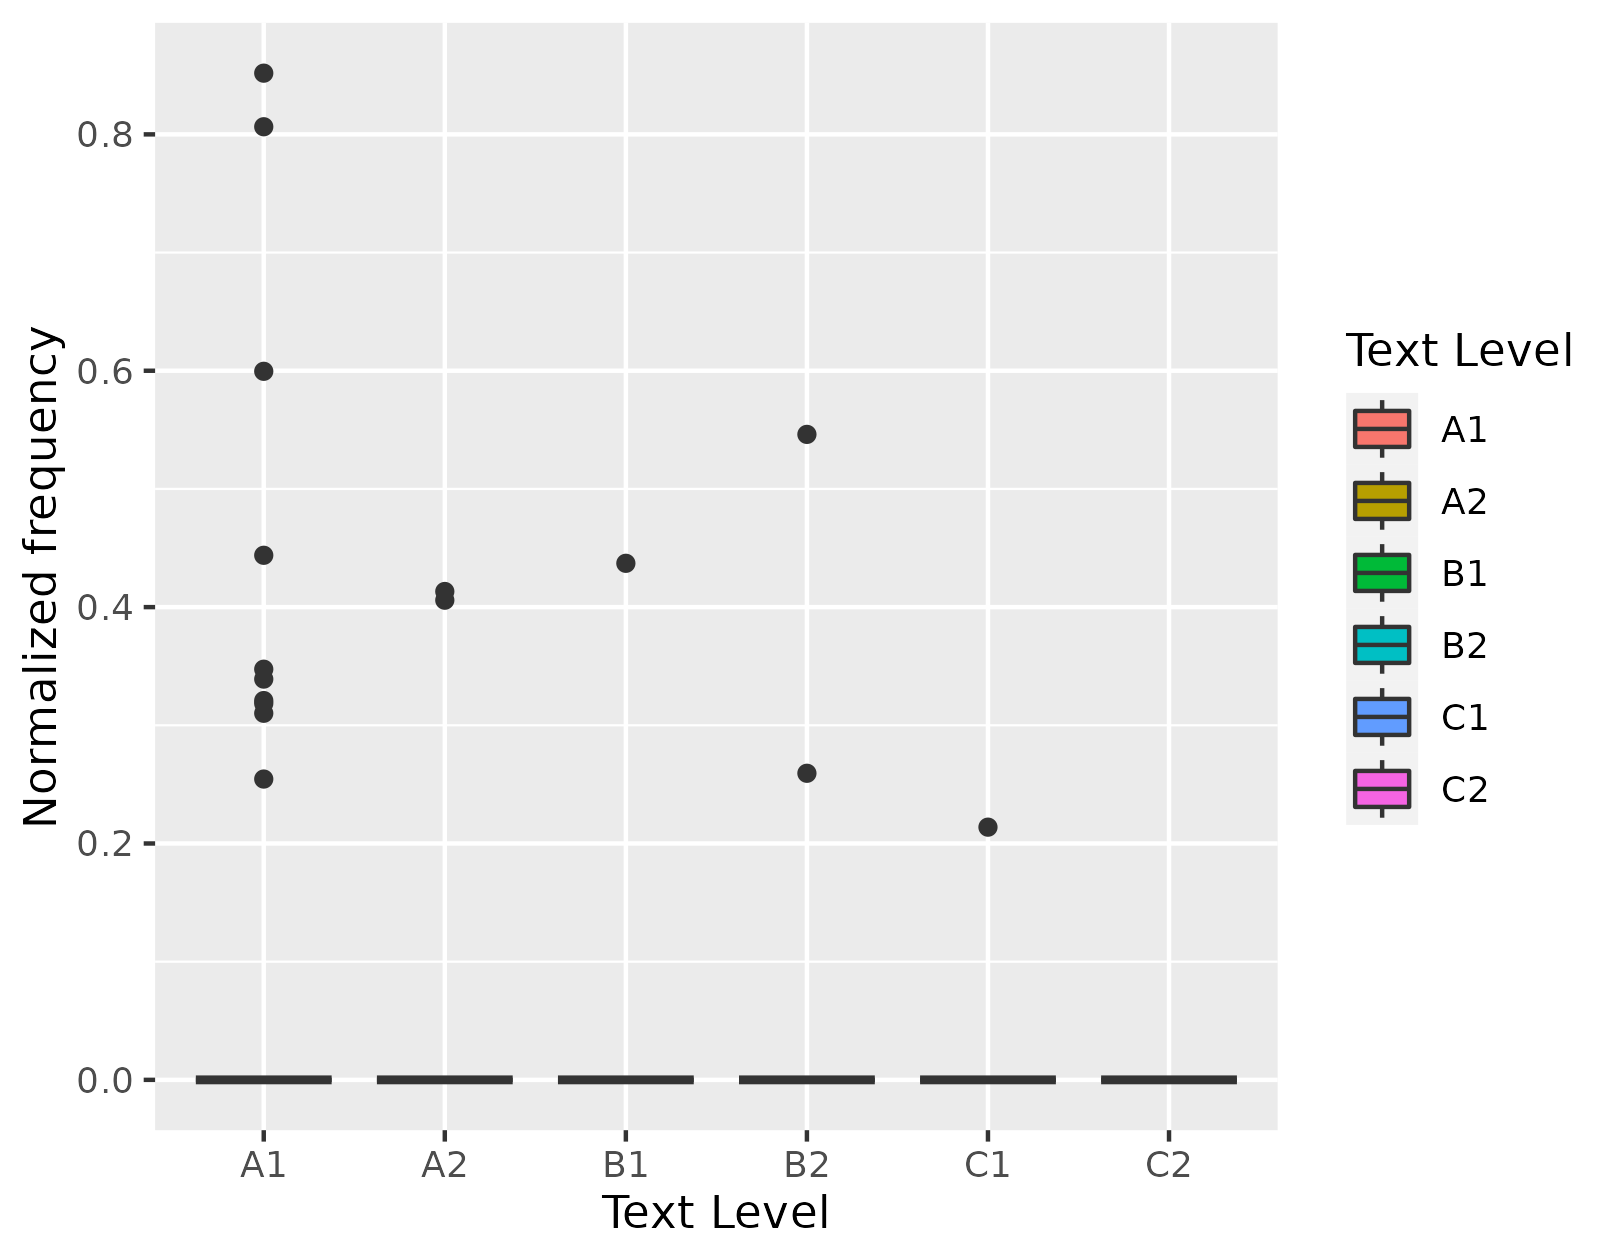 Normalized frequency
0.8
0.6
0.4
0.2
0.0
A1 A2 B1 B2 C1 C2
Text Level
Text Level
A1
A2
B1
B2
C1
C2